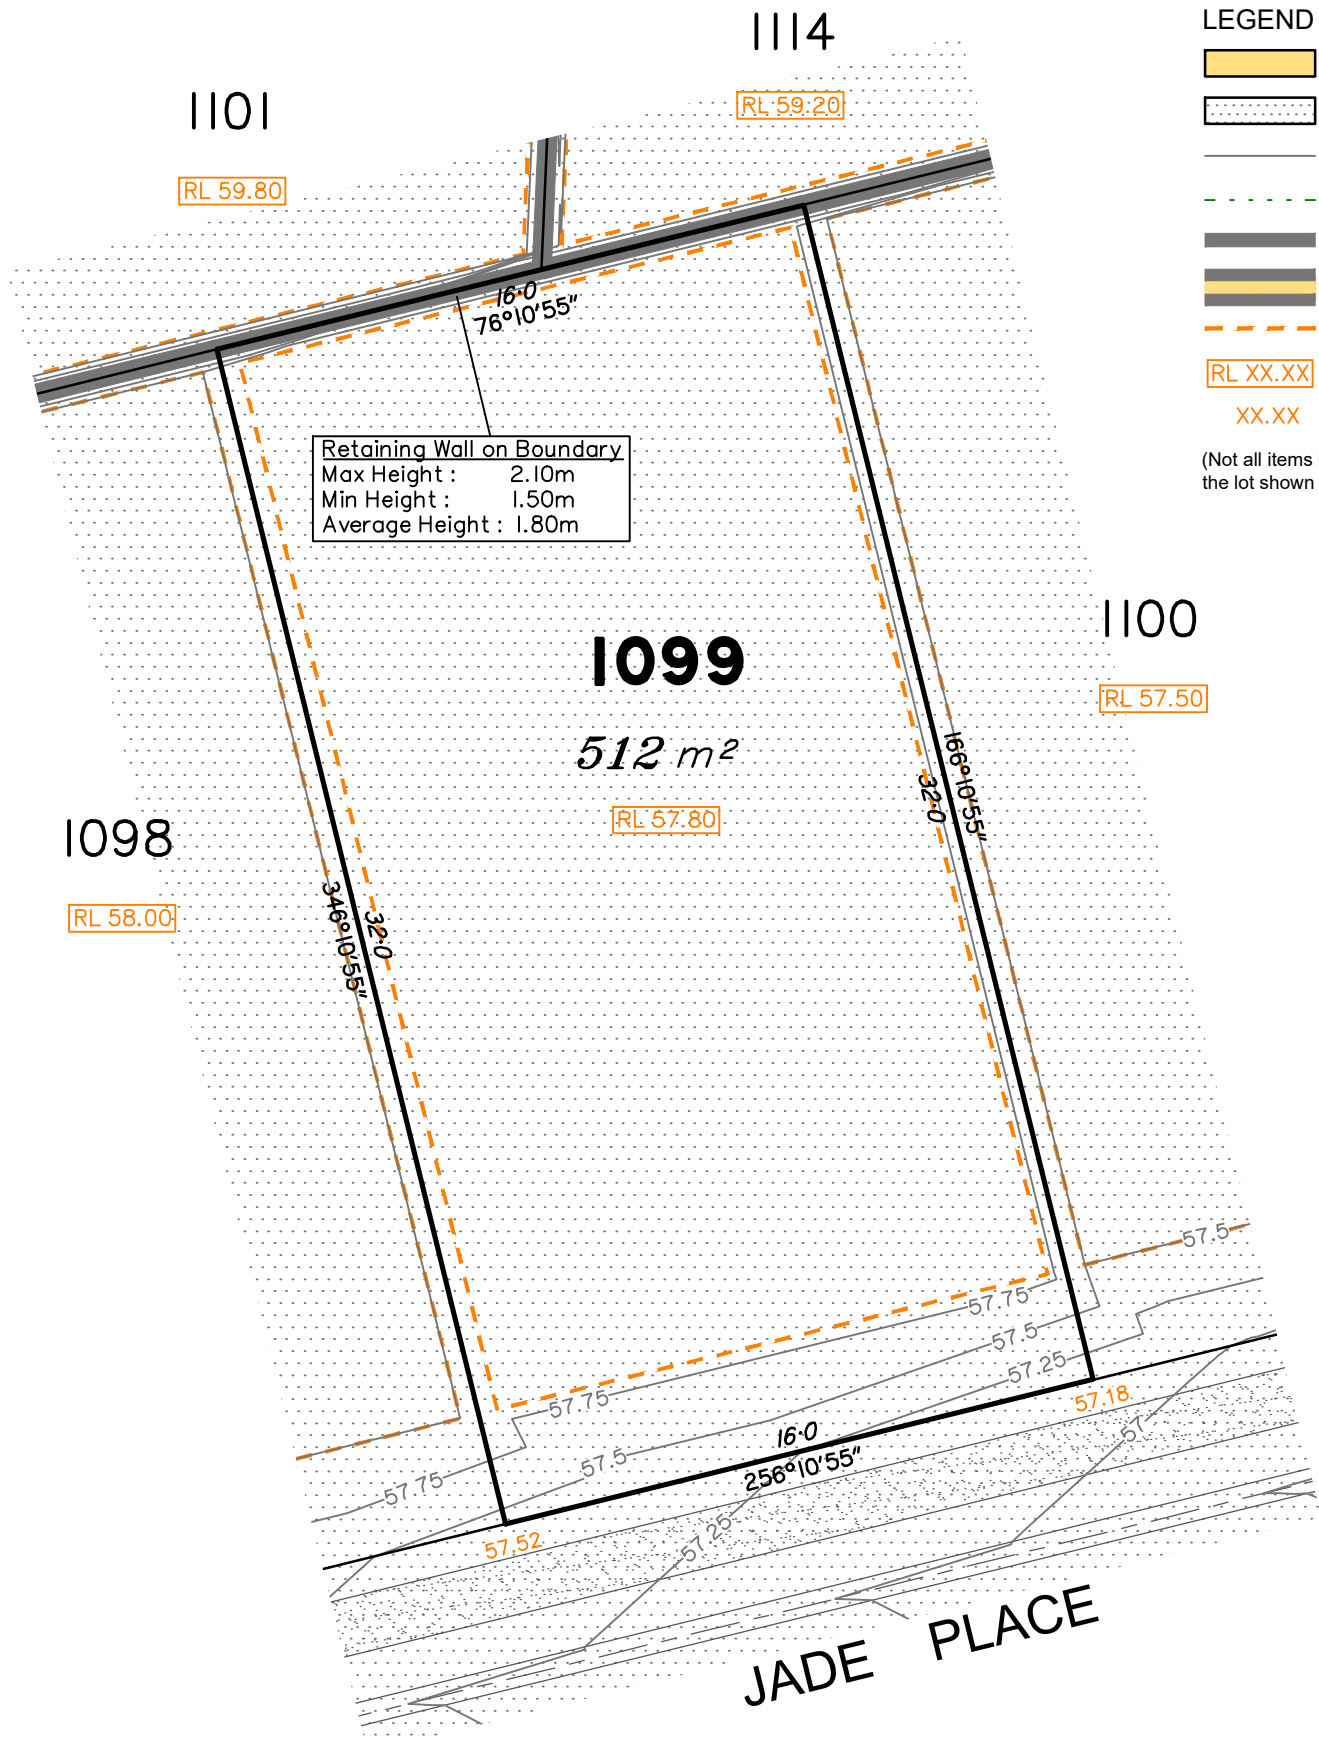 1114
LEGEND
1101
RL 59.20
RL 59.80
16·0
76°10'55"
RL XX.XX
XX.XX
(Not all items
the lot shown
Retaining Wall on Boundary
Max Height : 2.10m
Min Height : 1.50m
Average Height : 1.80m
1100
1099
RL 57.50
512 m²
166°10'55"
32·0
RL 57.80
1098
RL 58.00
346°10'55"
32·0
57.5
57.75
57.5
57.25
57.75
57.18
16·0
57
57.5
256°10'55"
57.75
57.25
57.52
JADE PLACE